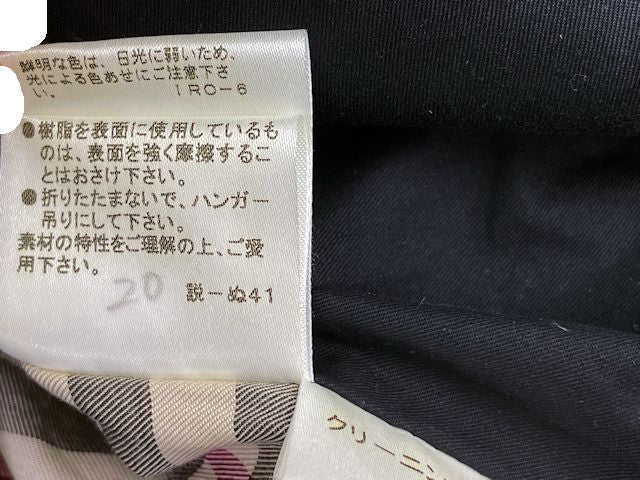 鮮明な色は、日光に弱いため、
光による色あせにご注意下さ
い。 IRO-6
●樹脂を表面に使用しているも
のは、表面を強く摩擦するこ
とはおさけ下さい。
●折りたたまないで、ハンガー
吊りにして下さい。
素材の特性をご理解の上、ご愛
用下さい。
20 説ーぬ41
クリーニン